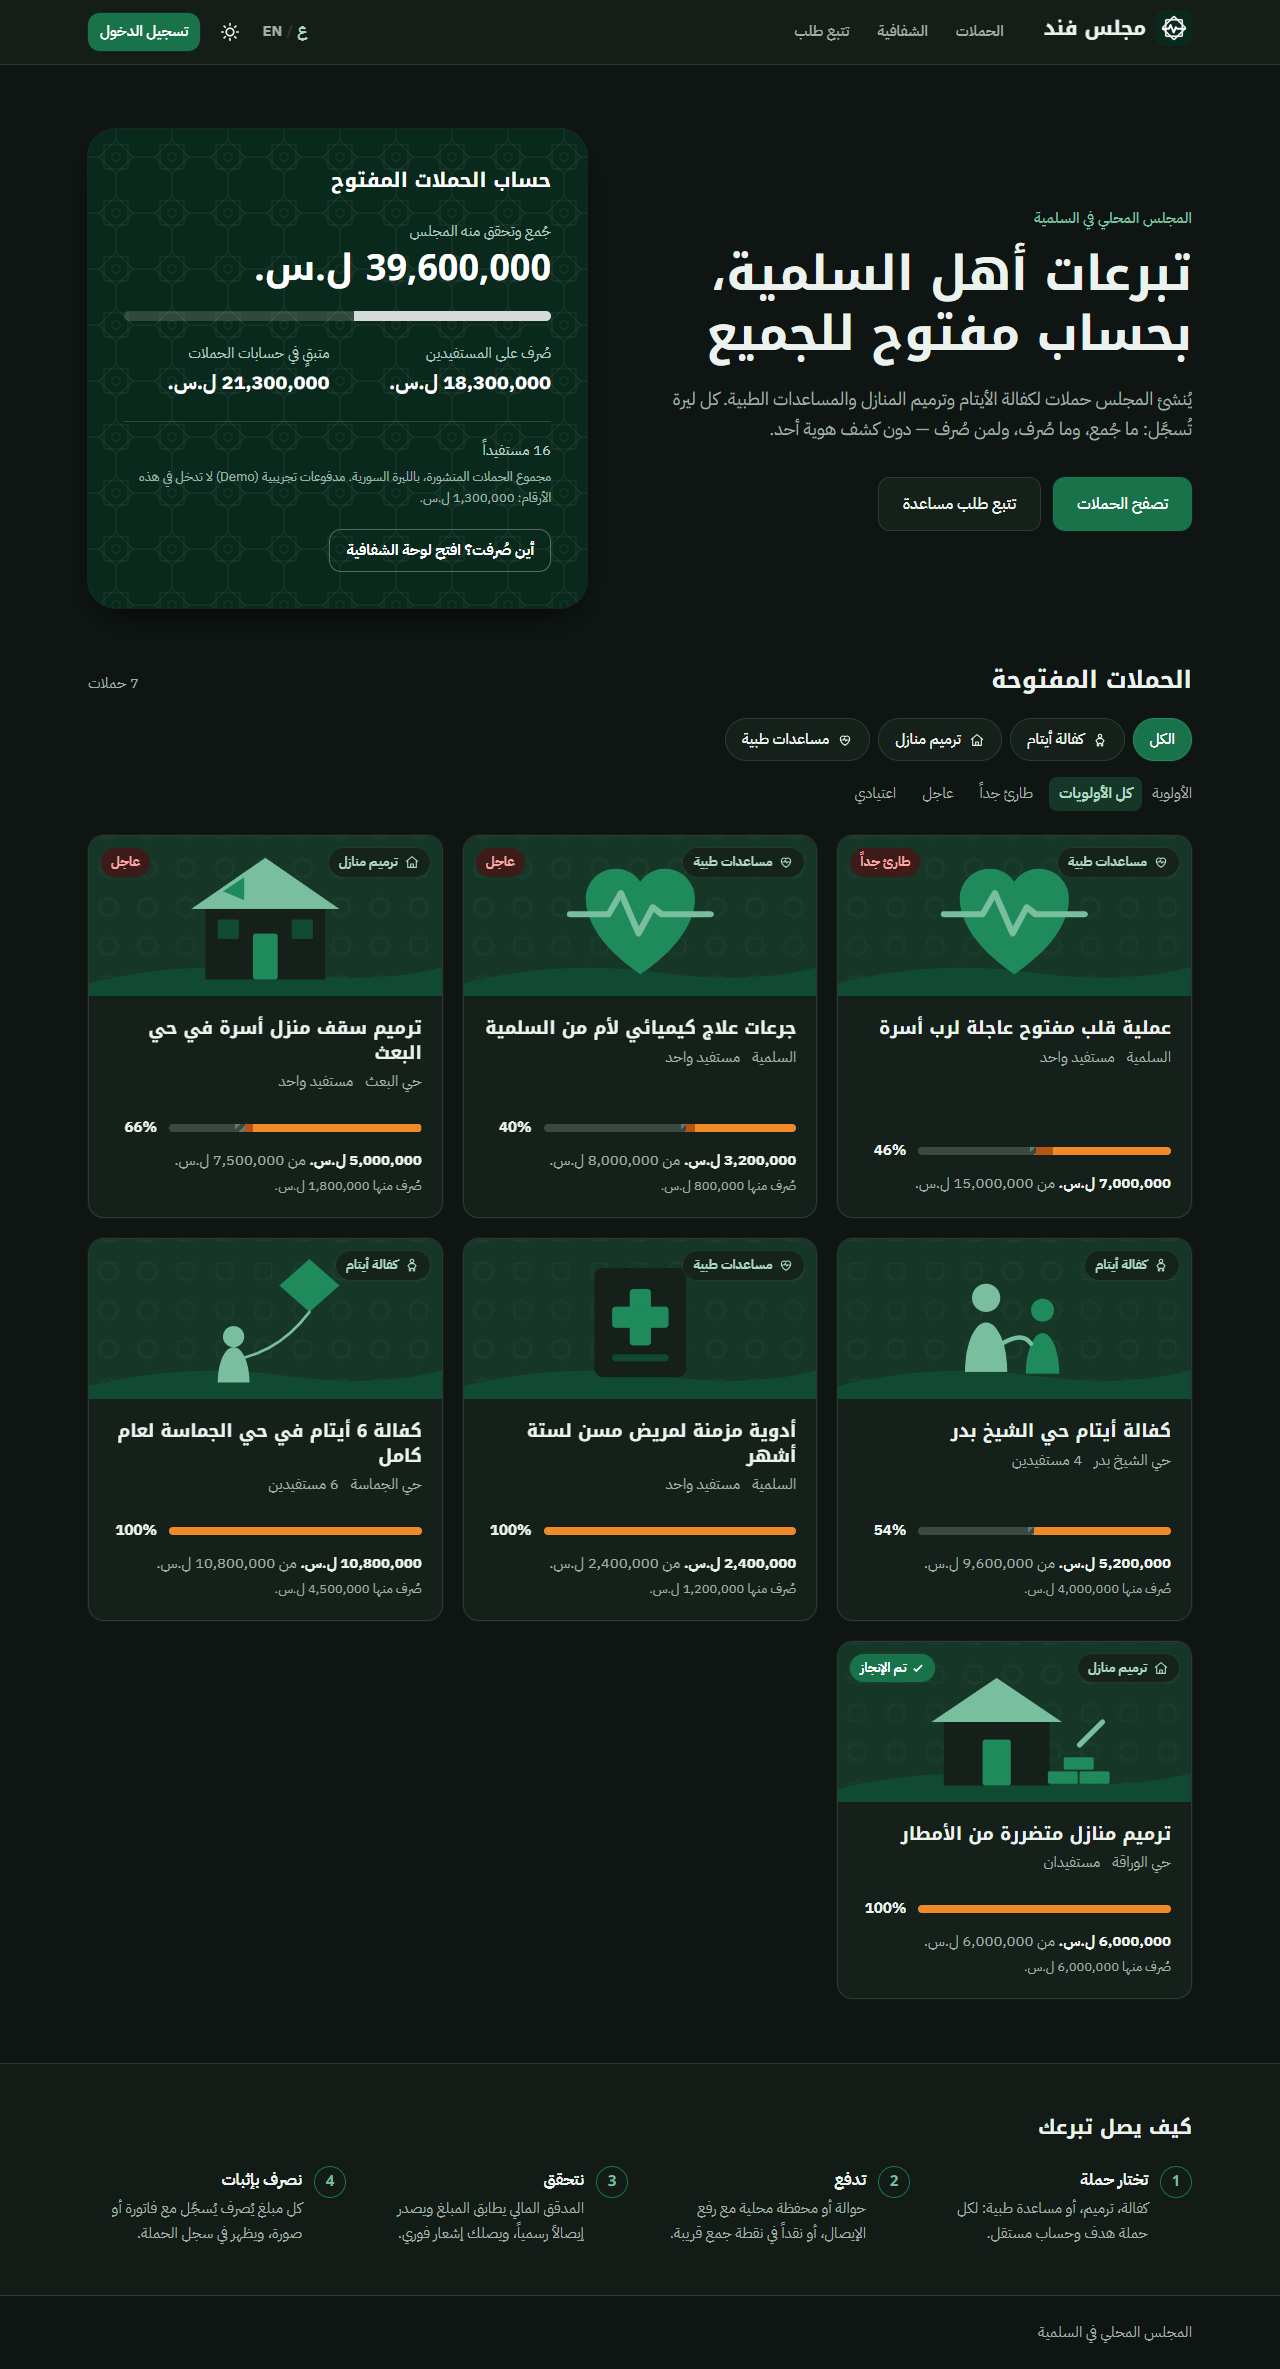 مجلس فند
الحملات
الشفافية
تتبع طلب
ع / EN
تسجيل الدخول
المجلس المحلي في السلمية
تبرعات أهل السلمية،
بحساب مفتوح للجميع
يُنشئ المجلس حملات لكفالة الأيتام وترميم المنازل والمساعدات الطبية. كل ليرة
تُسجَّل: ما جُمع، وما صُرف، ولمن صُرف — دون كشف هوية أحد.
تصفح الحملات
تتبع طلب مساعدة
حساب الحملات المفتوح
جُمع وتحقق منه المجلس
39,600,000 ل.س.
صُرف على المستفيدين
18,300,000 ل.س.
متبقٍ في حسابات الحملات
21,300,000 ل.س.
16 مستفيداً
مجموع الحملات المنشورة، بالليرة السورية. مدفوعات تجريبية (Demo) لا تدخل في هذه
الأرقام: 1,300,000 ل.س.
أين صُرفت؟ افتح لوحة الشفافية
الحملات المفتوحة
7 حملات
الكل
كفالة أيتام
ترميم منازل
مساعدات طبية
الأولوية
كل الأولويات
طارئ جداً
عاجل
اعتيادي
مساعدات طبية
طارئ جداً
عملية قلب مفتوح عاجلة لرب أسرة
السلمية مستفيد واحد
46%
7,000,000 ل.س. من 15,000,000 ل.س.
مساعدات طبية
عاجل
جرعات علاج كيميائي لأم من السلمية
السلمية مستفيد واحد
40%
3,200,000 ل.س. من 8,000,000 ل.س.
صُرف منها 800,000 ل.س.
ترميم منازل
عاجل
ترميم سقف منزل أسرة في حي
البعث
حي البعث مستفيد واحد
66%
5,000,000 ل.س. من 7,500,000 ل.س.
صُرف منها 1,800,000 ل.س.
كفالة أيتام
كفالة أيتام حي الشيخ بدر
حي الشيخ بدر 4 مستفيدين
54%
5,200,000 ل.س. من 9,600,000 ل.س.
صُرف منها 4,000,000 ل.س.
مساعدات طبية
أدوية مزمنة لمريض مسن لستة
أشهر
السلمية مستفيد واحد
100%
2,400,000 ل.س. من 2,400,000 ل.س.
صُرف منها 1,200,000 ل.س.
كفالة أيتام
كفالة 6 أيتام في حي الجماسة لعام
كامل
حي الجماسة 6 مستفيدين
100%
10,800,000 ل.س. من 10,800,000 ل.س.
صُرف منها 4,500,000 ل.س.
ترميم منازل
تم الإنجاز
ترميم منازل متضررة من الأمطار
حي الوراقة مستفيدان
100%
6,000,000 ل.س. من 6,000,000 ل.س.
صُرف منها 6,000,000 ل.س.
كيف يصل تبرعك
1
تختار حملة
كفالة، ترميم، أو مساعدة طبية: لكل
حملة هدف وحساب مستقل.
2
تدفع
حوالة أو محفظة محلية مع رفع
الإيصال، أو نقداً في نقطة جمع قريبة.
3
نتحقق
المدقق المالي يطابق المبلغ ويصدر
إيصالاً رسمياً، ويصلك إشعار فوري.
4
نصرف بإثبات
كل مبلغ يُصرف يُسجَّل مع فاتورة أو
صورة، ويظهر في سجل الحملة.
المجلس المحلي في السلمية